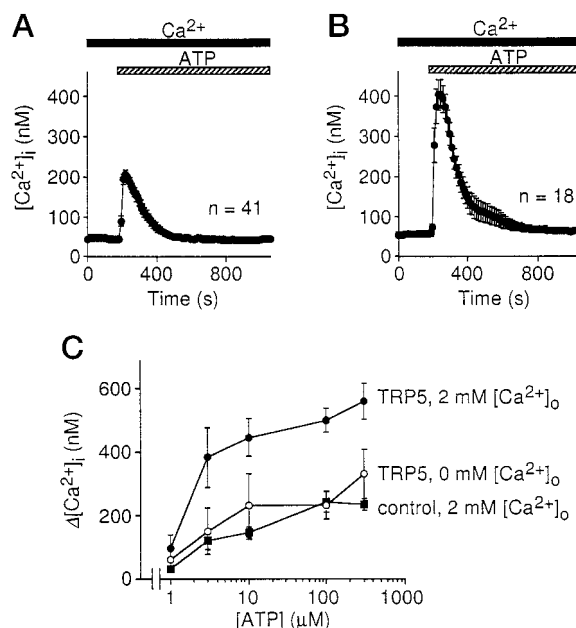 A
Ca2+
ATP
[Ca2+]i (nM)
400
300
200
100
0
n = 41
0 400 800
Time (s)
B
Ca2+
ATP
[Ca2+]i (nM)
400
300
200
100
0
n = 18
0 400 800
Time (s)
C
Δ[Ca2+]i (nM)
600
400
200
0
TRP5, 2 mM [Ca2+]o
TRP5, 0 mM [Ca2+]o
control, 2 mM [Ca2+]o
1 10 100 1000
[ATP] (μM)